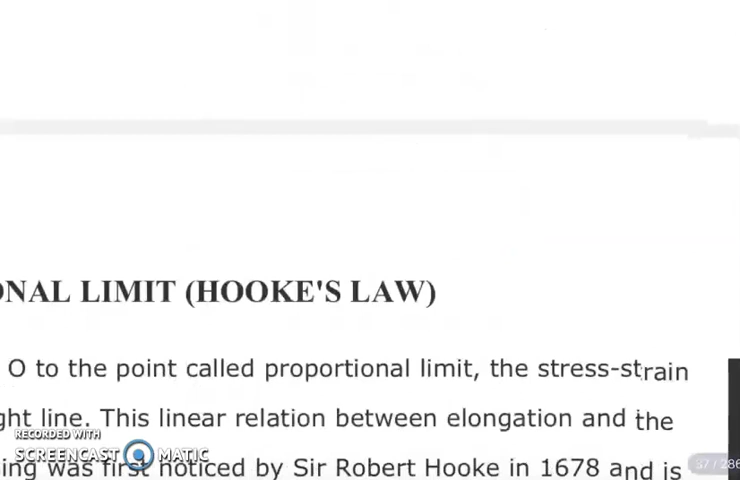 ONAL LIMIT (HOOKE'S LAW)
O to the point called proportional limit, the stress-strain
ght line. This linear relation between elongation and the
ing was first noticed by Sir Robert Hooke in 1678 and is
RECORDED WITH
SCREENCAST MATIC
37 / 286